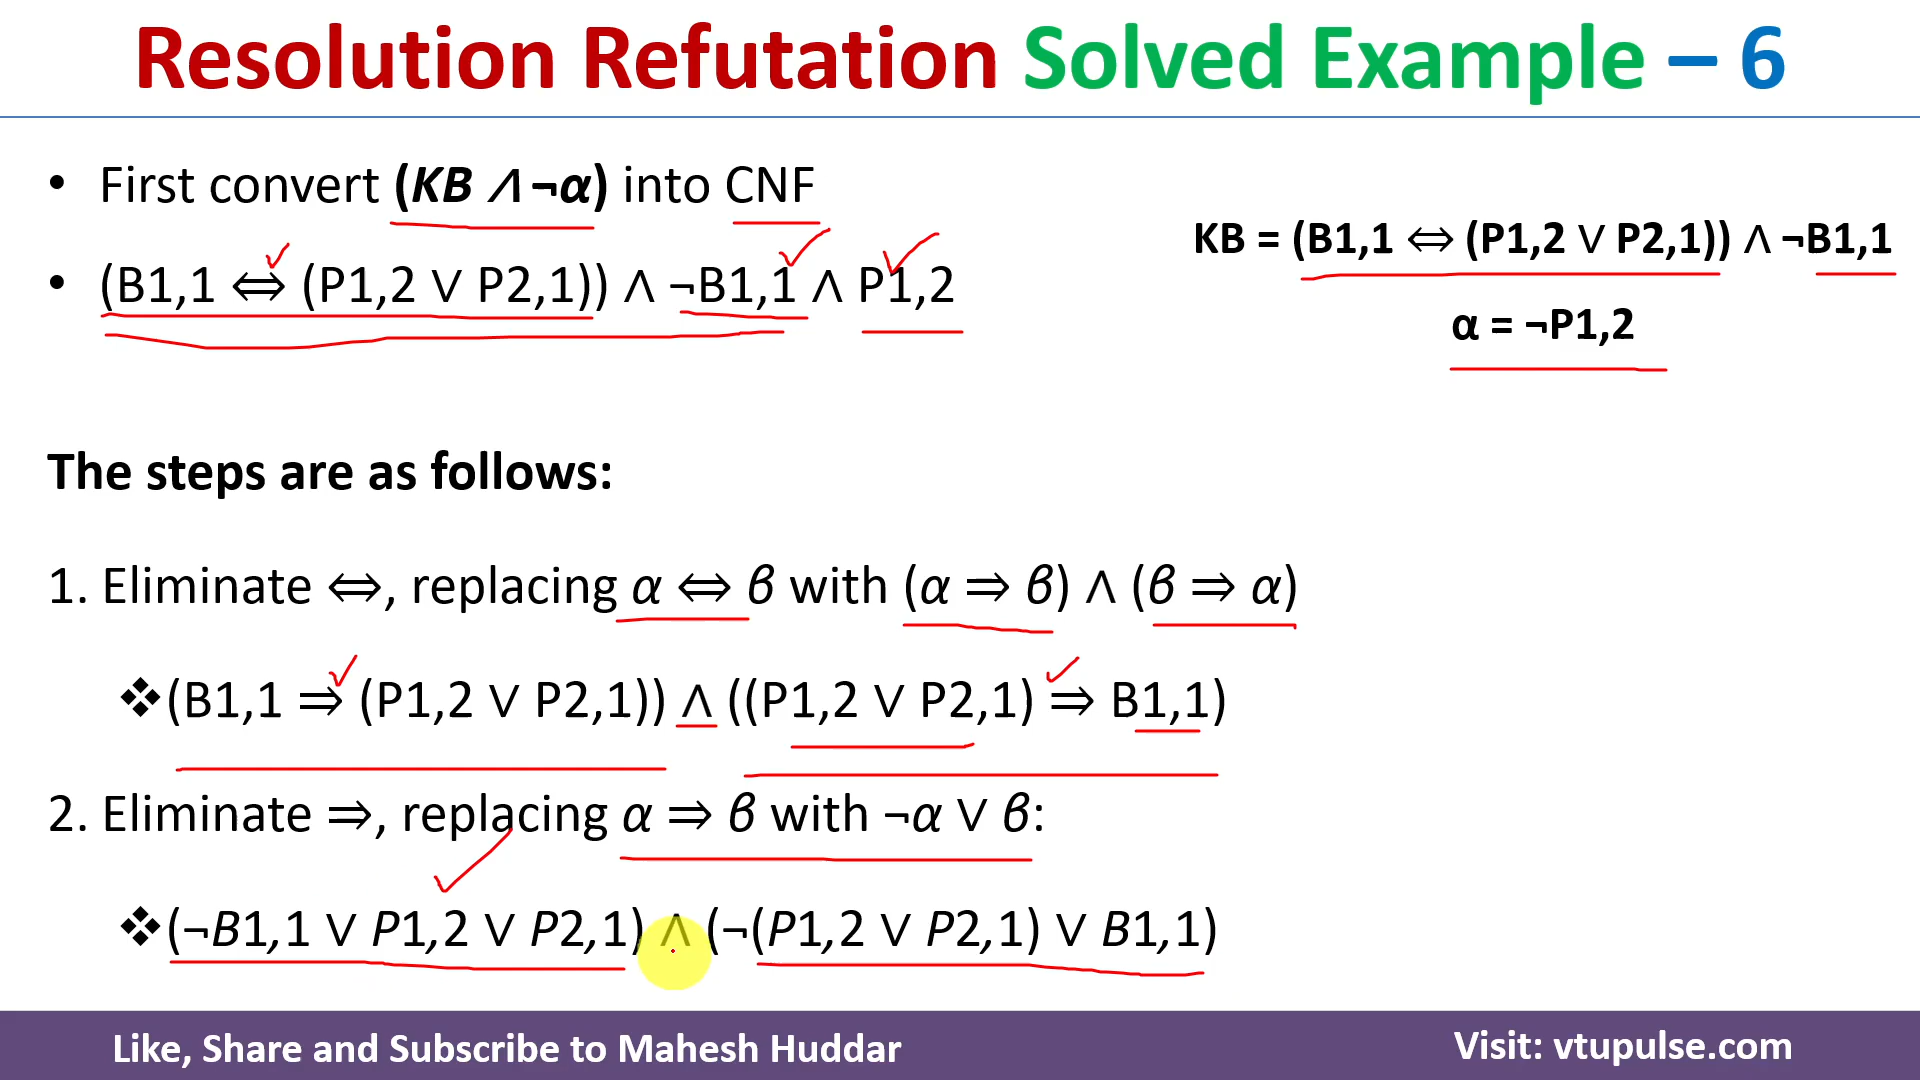 Resolution Refutation Solved Example – 6
• First convert (KB ∧ ¬α) into CNF
• (B1,1 ⇔ (P1,2 ∨ P2,1)) ∧ ¬B1,1 ∧ P1,2
KB = (B1,1 ⇔ (P1,2 ∨ P2,1)) ∧ ¬B1,1
α = ¬P1,2
The steps are as follows:
1. Eliminate ⇔, replacing α ⇔ β with (α ⇒ β) ∧ (β ⇒ α)
❖(B1,1 ⇒ (P1,2 ∨ P2,1)) ∧ ((P1,2 ∨ P2,1) ⇒ B1,1)
2. Eliminate ⇒, replacing α ⇒ β with ¬α ∨ β:
❖(¬B1,1 ∨ P1,2 ∨ P2,1) ∧ (¬(P1,2 ∨ P2,1) ∨ B1,1)
Like, Share and Subscribe to Mahesh Huddar
Visit: vtupulse.com